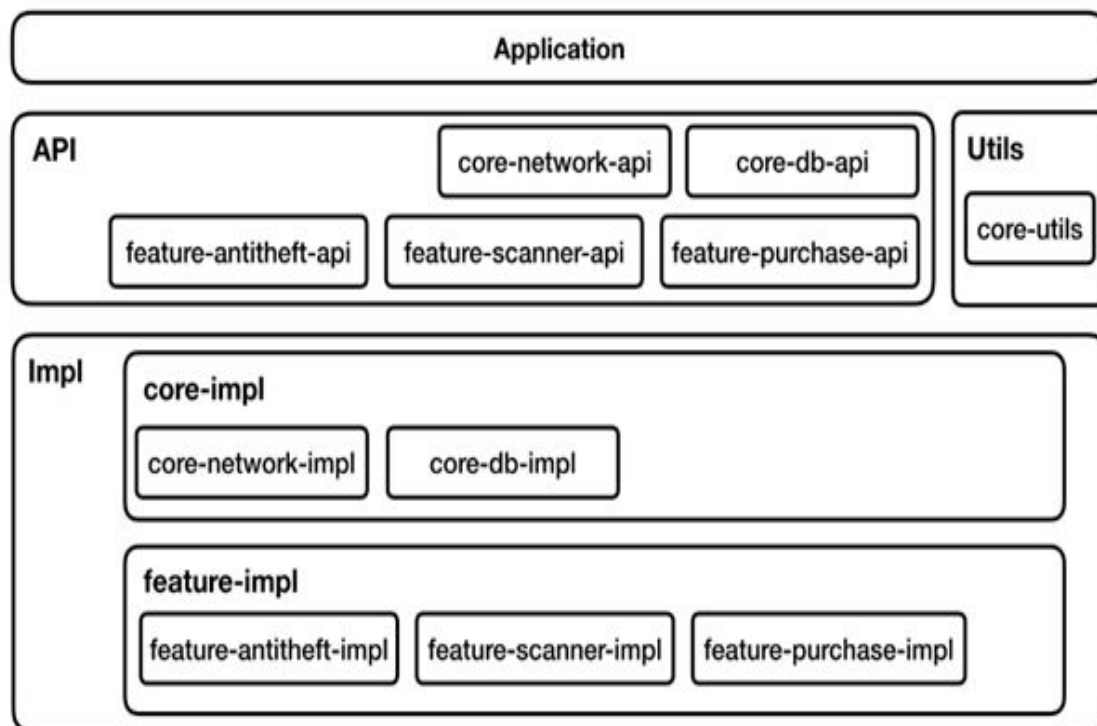 Application
API
core-network-api
core-db-api
feature-antitheft-api
feature-scanner-api
feature-purchase-api
Utils
core-utils
Impl
core-impl
core-network-impl
core-db-impl
feature-impl
feature-antitheft-impl
feature-scanner-impl
feature-purchase-impl